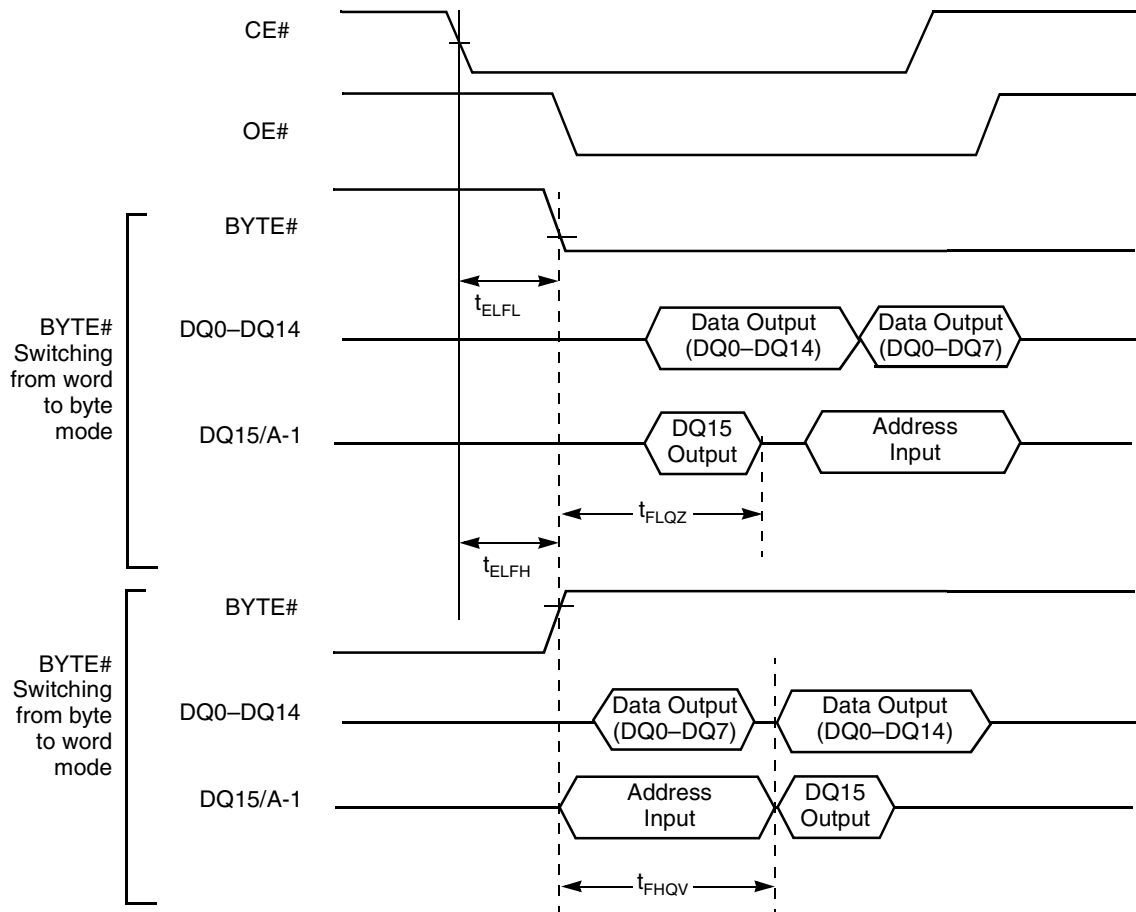 CE#
OE#
BYTE#
Switching
from word
to byte
mode
BYTE#
tELFL
DQ0–DQ14
Data Output
(DQ0–DQ14)
Data Output
(DQ0–DQ7)
DQ15/A-1
DQ15
Output
Address
Input
tFLQZ
tELFH
BYTE#
Switching
from byte
to word
mode
BYTE#
DQ0–DQ14
Data Output
(DQ0–DQ7)
Data Output
(DQ0–DQ14)
DQ15/A-1
Address
Input
DQ15
Output
tFHQV